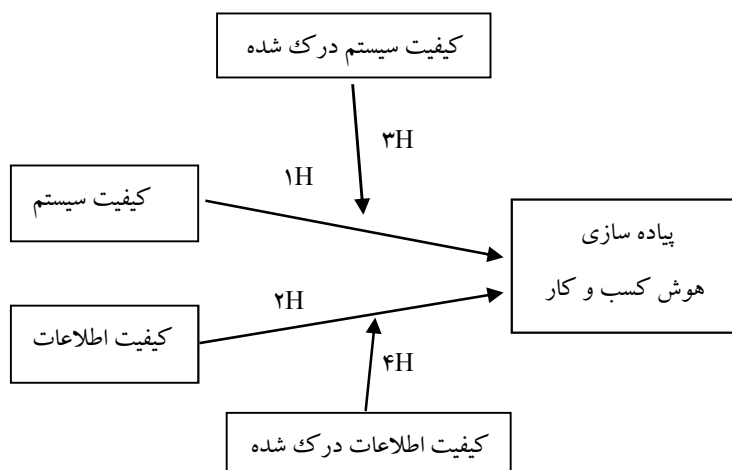 کیفیت سیستم درک شده
۳H
۱H
کیفیت سیستم
پیاده سازی
هوش کسب و کار
۲H
کیفیت اطلاعات
۴H
کیفیت اطلاعات درک شده